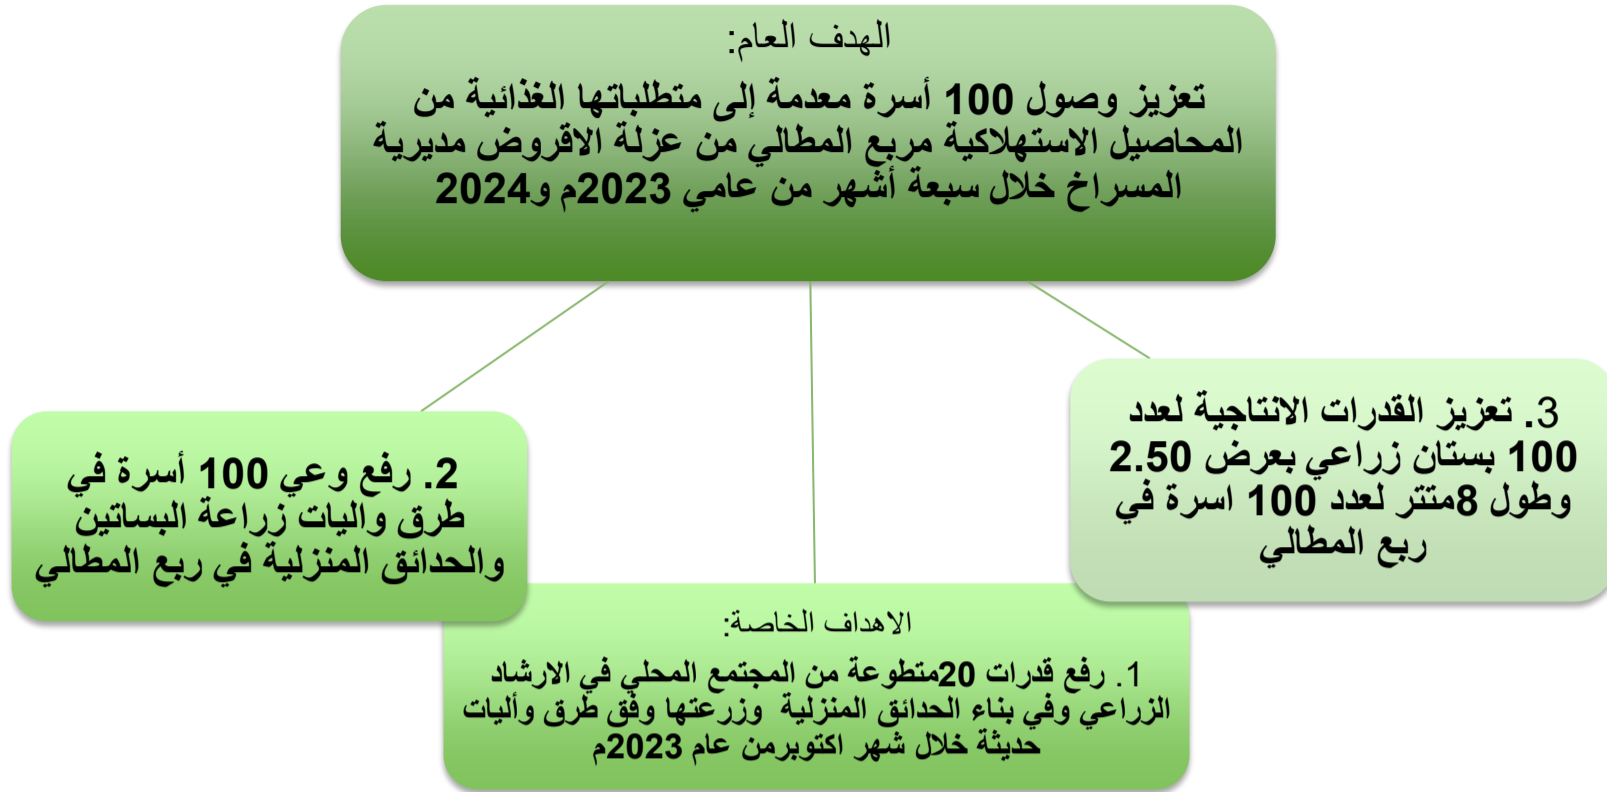 الهدف العام:
تعزيز وصول 100 أسرة معدمة إلى متطلباتها الغذائية من
المحاصيل الاستهلاكية مربع المطالي من عزلة الاقروض مديرية
المسراخ خلال سبعة أشهر من عامي 2023م و2024
3. تعزيز القدرات الانتاجية لعدد
100 بستان زراعي بعرض 2.50
وطول 8متتر لعدد 100 اسرة في
ربع المطالي
2. رفع وعي 100 أسرة في
طرق واليات زراعة البساتين
والحدائق المنزلية في ربع المطالي
الاهداف الخاصة:
1. رفع قدرات 20متطوعة من المجتمع المحلي في الارشاد
الزراعي وفي بناء الحدائق المنزلية وزرعتها وفق طرق وأليات
حديثة خلال شهر اكتوبرمن عام 2023م